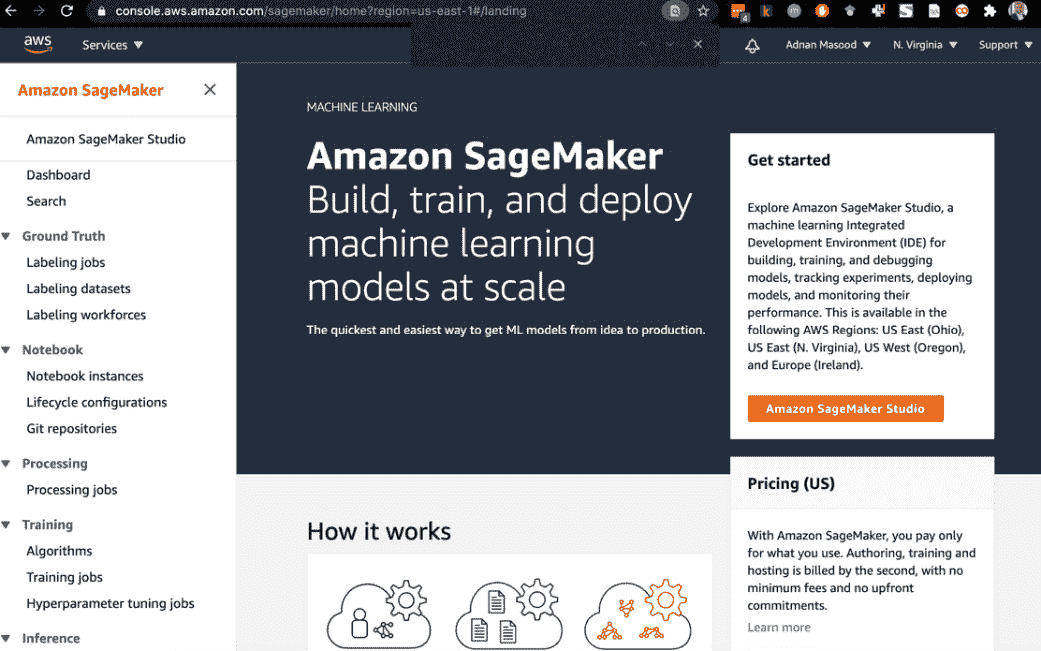 console.aws.amazon.com/sagemaker/home?region=us-east-1#/landing
aws
Services
Adnan Masood
N. Virginia
Support
Amazon SageMaker
Amazon SageMaker Studio
Dashboard
Search
Ground Truth
Labeling jobs
Labeling datasets
Labeling workforces
Notebook
Notebook instances
Lifecycle configurations
Git repositories
Processing
Processing jobs
Training
Algorithms
Training jobs
Hyperparameter tuning jobs
Inference
MACHINE LEARNING
Amazon SageMaker
Build, train, and deploy
machine learning
models at scale
The quickest and easiest way to get ML models from idea to production.
How it works
Get started
Explore Amazon SageMaker Studio, a
machine learning Integrated
Development Environment (IDE) for
building, training, and debugging
models, tracking experiments, deploying
models, and monitoring their
performance. This is available in the
following AWS Regions: US East (Ohio),
US East (N. Virginia), US West (Oregon),
and Europe (Ireland).
Amazon SageMaker Studio
Pricing (US)
With Amazon SageMaker, you pay only
for what you use. Authoring, training and
hosting is billed by the second, with no
minimum fees and no upfront
commitments.
Learn more